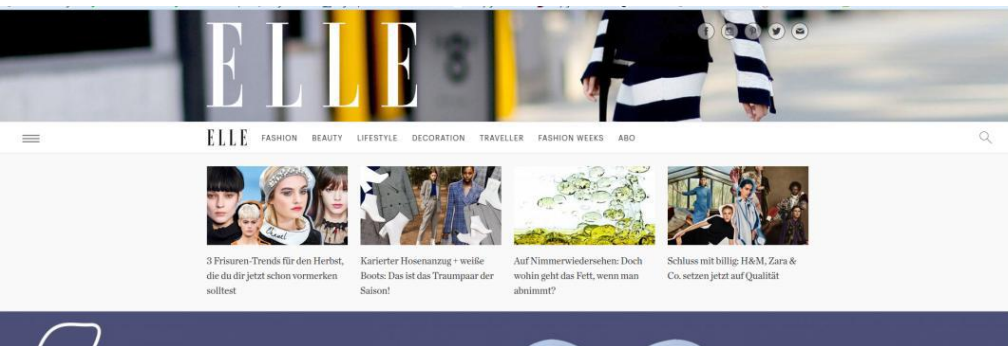 ELLE
ELLE FASHION BEAUTY LIFESTYLE DECORATION TRAVELLER FASHION WEEKS ABO
3 Frisuren-Trends für den Herbst,
die du dir jetzt schon vormerken
solltest
Karierter Hosenanzug + weiße
Boots: Das ist das Traumpaar der
Saison!
Auf Nimmerwiedersehen: Doch
wohin geht das Fett, wenn man
abnimmt?
Schluss mit billig: H&M, Zara &
Co. setzen jetzt auf Qualität